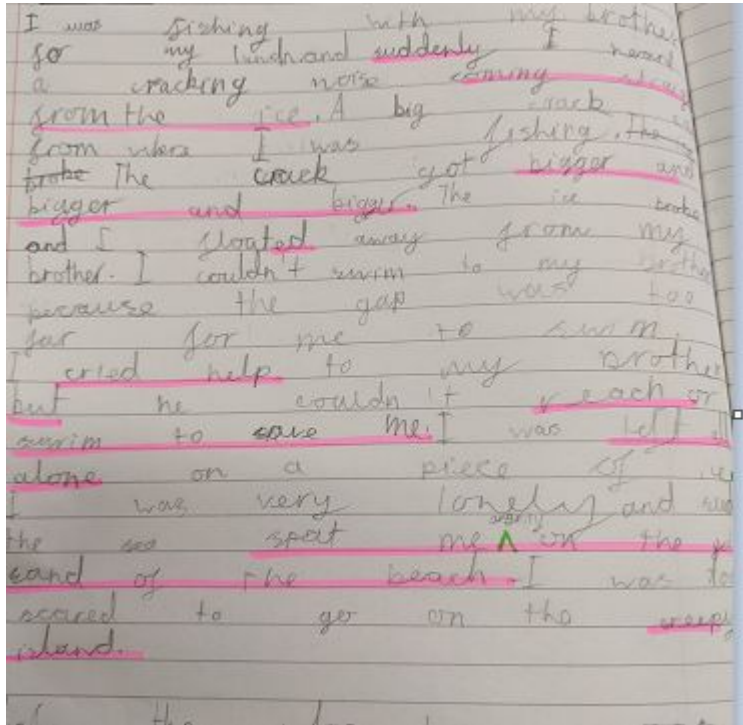 I was fishing with my brother
for my lunch and suddenly I heard
a cracking noise coming
from the ice. A big crack
from where I was fishing. The
broke The crack got bigger and
bigger and bigger. The ice broke
and I floated away from my
brother. I couldn't swim to my brother
because the gap was too
far for me to swim.
I cried help to my brother
but he couldn't reach or
swim to save me. I was left all
alone on a piece of ice
I was very lonely and
angrily
the sea spat me ^ on the
sand of the beach. I was to
scared to go on the creepy
island.
the